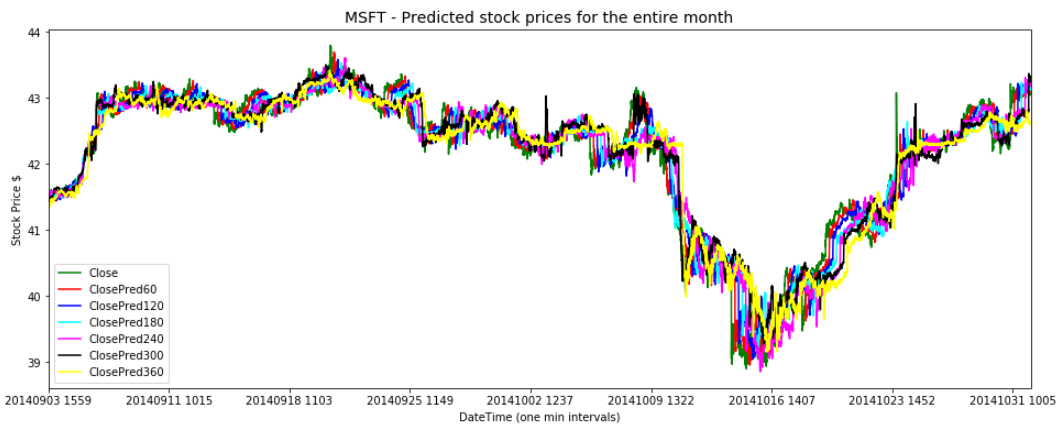 MSFT - Predicted stock prices for the entire month
Stock Price $
44
43
42
41
40
39
Close
ClosePred60
ClosePred120
ClosePred180
ClosePred240
ClosePred300
ClosePred360
20140903 1559 20140911 1015 20140918 1103 20140925 1149 20141002 1237 20141009 1322 20141016 1407 20141023 1452 20141031 1005
DateTime (one min intervals)